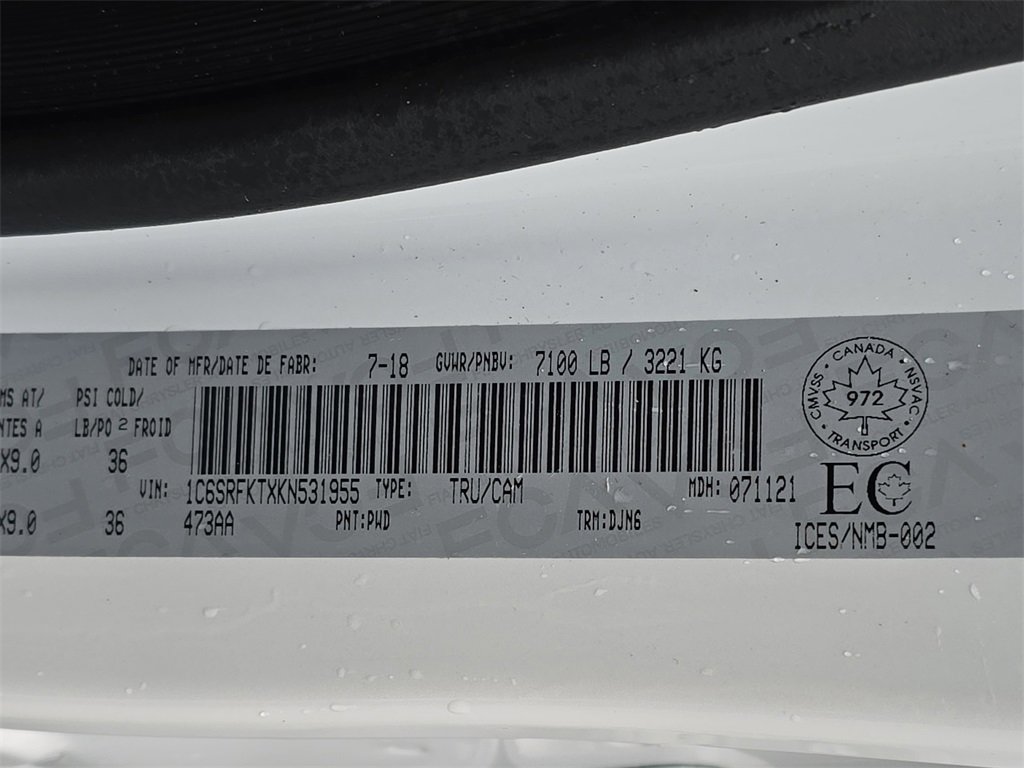 DATE OF MFR/DATE DE FABR: 7-18 GVWR/PNBV: 7100 LB / 3221 KG
MS AT/ PSI COLD/
NTES A LB/PO 2 FROID
X9.0 36
VIN: 1C6SRFKTXKN531955 TYPE: TRU/CAM MDH: 071121
X9.0 36 473AA PNT:PWD TRM:DJN6
CANADA
CMVSS 972 NSVAC
TRANSPORT
EC
ICES/NMB-002